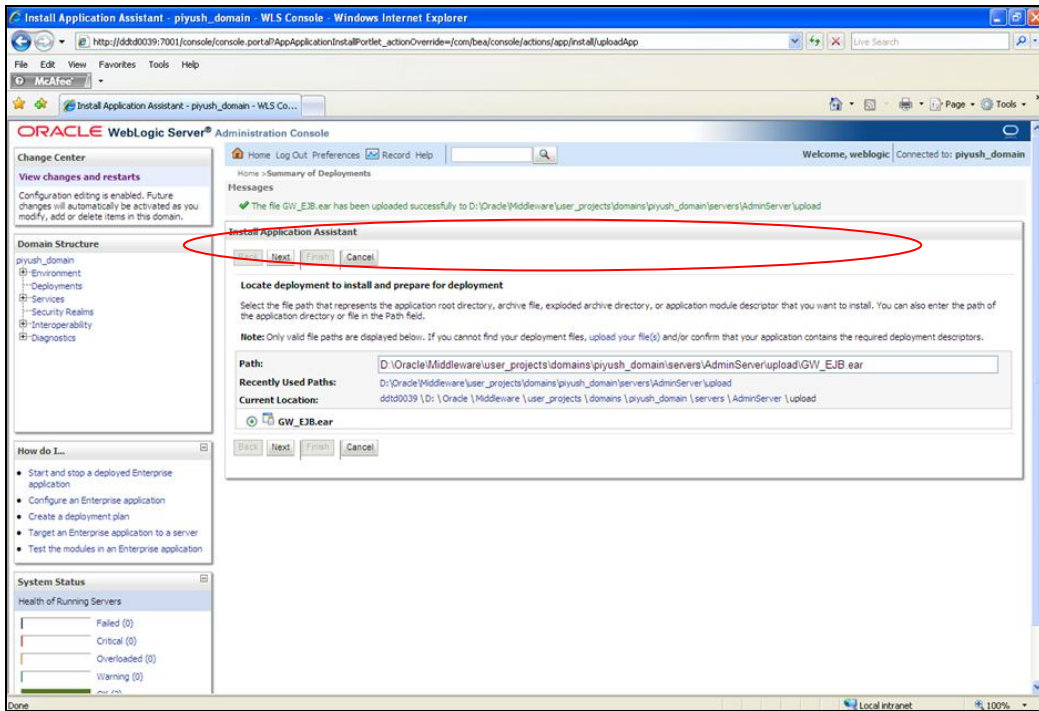 Install Application Assistant - piyush_domain - WLS Console - Windows Internet Explorer
http://ddtd0039:7001/console/console.portal?AppApplicationInstallPortlet_actionOverride=/com/bea/console/actions/app/install/uploadApp
Live Search
File Edit View Favorites Tools Help
McAfee
Install Application Assistant - piyush_domain - WLS Co...
Page Tools
ORACLE WebLogic Server® Administration Console
Change Center
View changes and restarts
Configuration editing is enabled. Future
changes will automatically be activated as you
modify, add or delete items in this domain.
Domain Structure
piyush_domain
Environment
Deployments
Services
Security Realms
Interoperability
Diagnostics
How do I...
Start and stop a deployed Enterprise
application
Configure an Enterprise application
Create a deployment plan
Target an Enterprise application to a server
Test the modules in an Enterprise application
System Status
Health of Running Servers
Failed (0)
Critical (0)
Overloaded (0)
Warning (0)
Home Log Out Preferences Record Help
Welcome, weblogic Connected to: piyush_domain
Home >Summary of Deployments
Messages
The file GW_EJB.ear has been uploaded successfully to D:\Oracle\Middleware\user_projects\domains\piyush_domain\servers\AdminServer\upload
Install Application Assistant
Back Next Finish Cancel
Locate deployment to install and prepare for deployment
Select the file path that represents the application root directory, archive file, exploded archive directory, or application module descriptor that you want to install. You can also enter the path of
the application directory or file in the Path field.
Note: Only valid file paths are displayed below. If you cannot find your deployment files, upload your file(s) and/or confirm that your application contains the required deployment descriptors.
Path: D:\Oracle\Middleware\user_projects\domains\piyush_domain\servers\AdminServer\upload\GW_EJB.ear
Recently Used Paths: D:\Oracle\Middleware\user_projects\domains\piyush_domain\servers\AdminServer\upload
Current Location: ddtd0039 \D: \Oracle \Middleware \user_projects \domains \piyush_domain \servers \AdminServer \upload
GW_EJB.ear
Back Next Finish Cancel
Done
Local intranet
100%